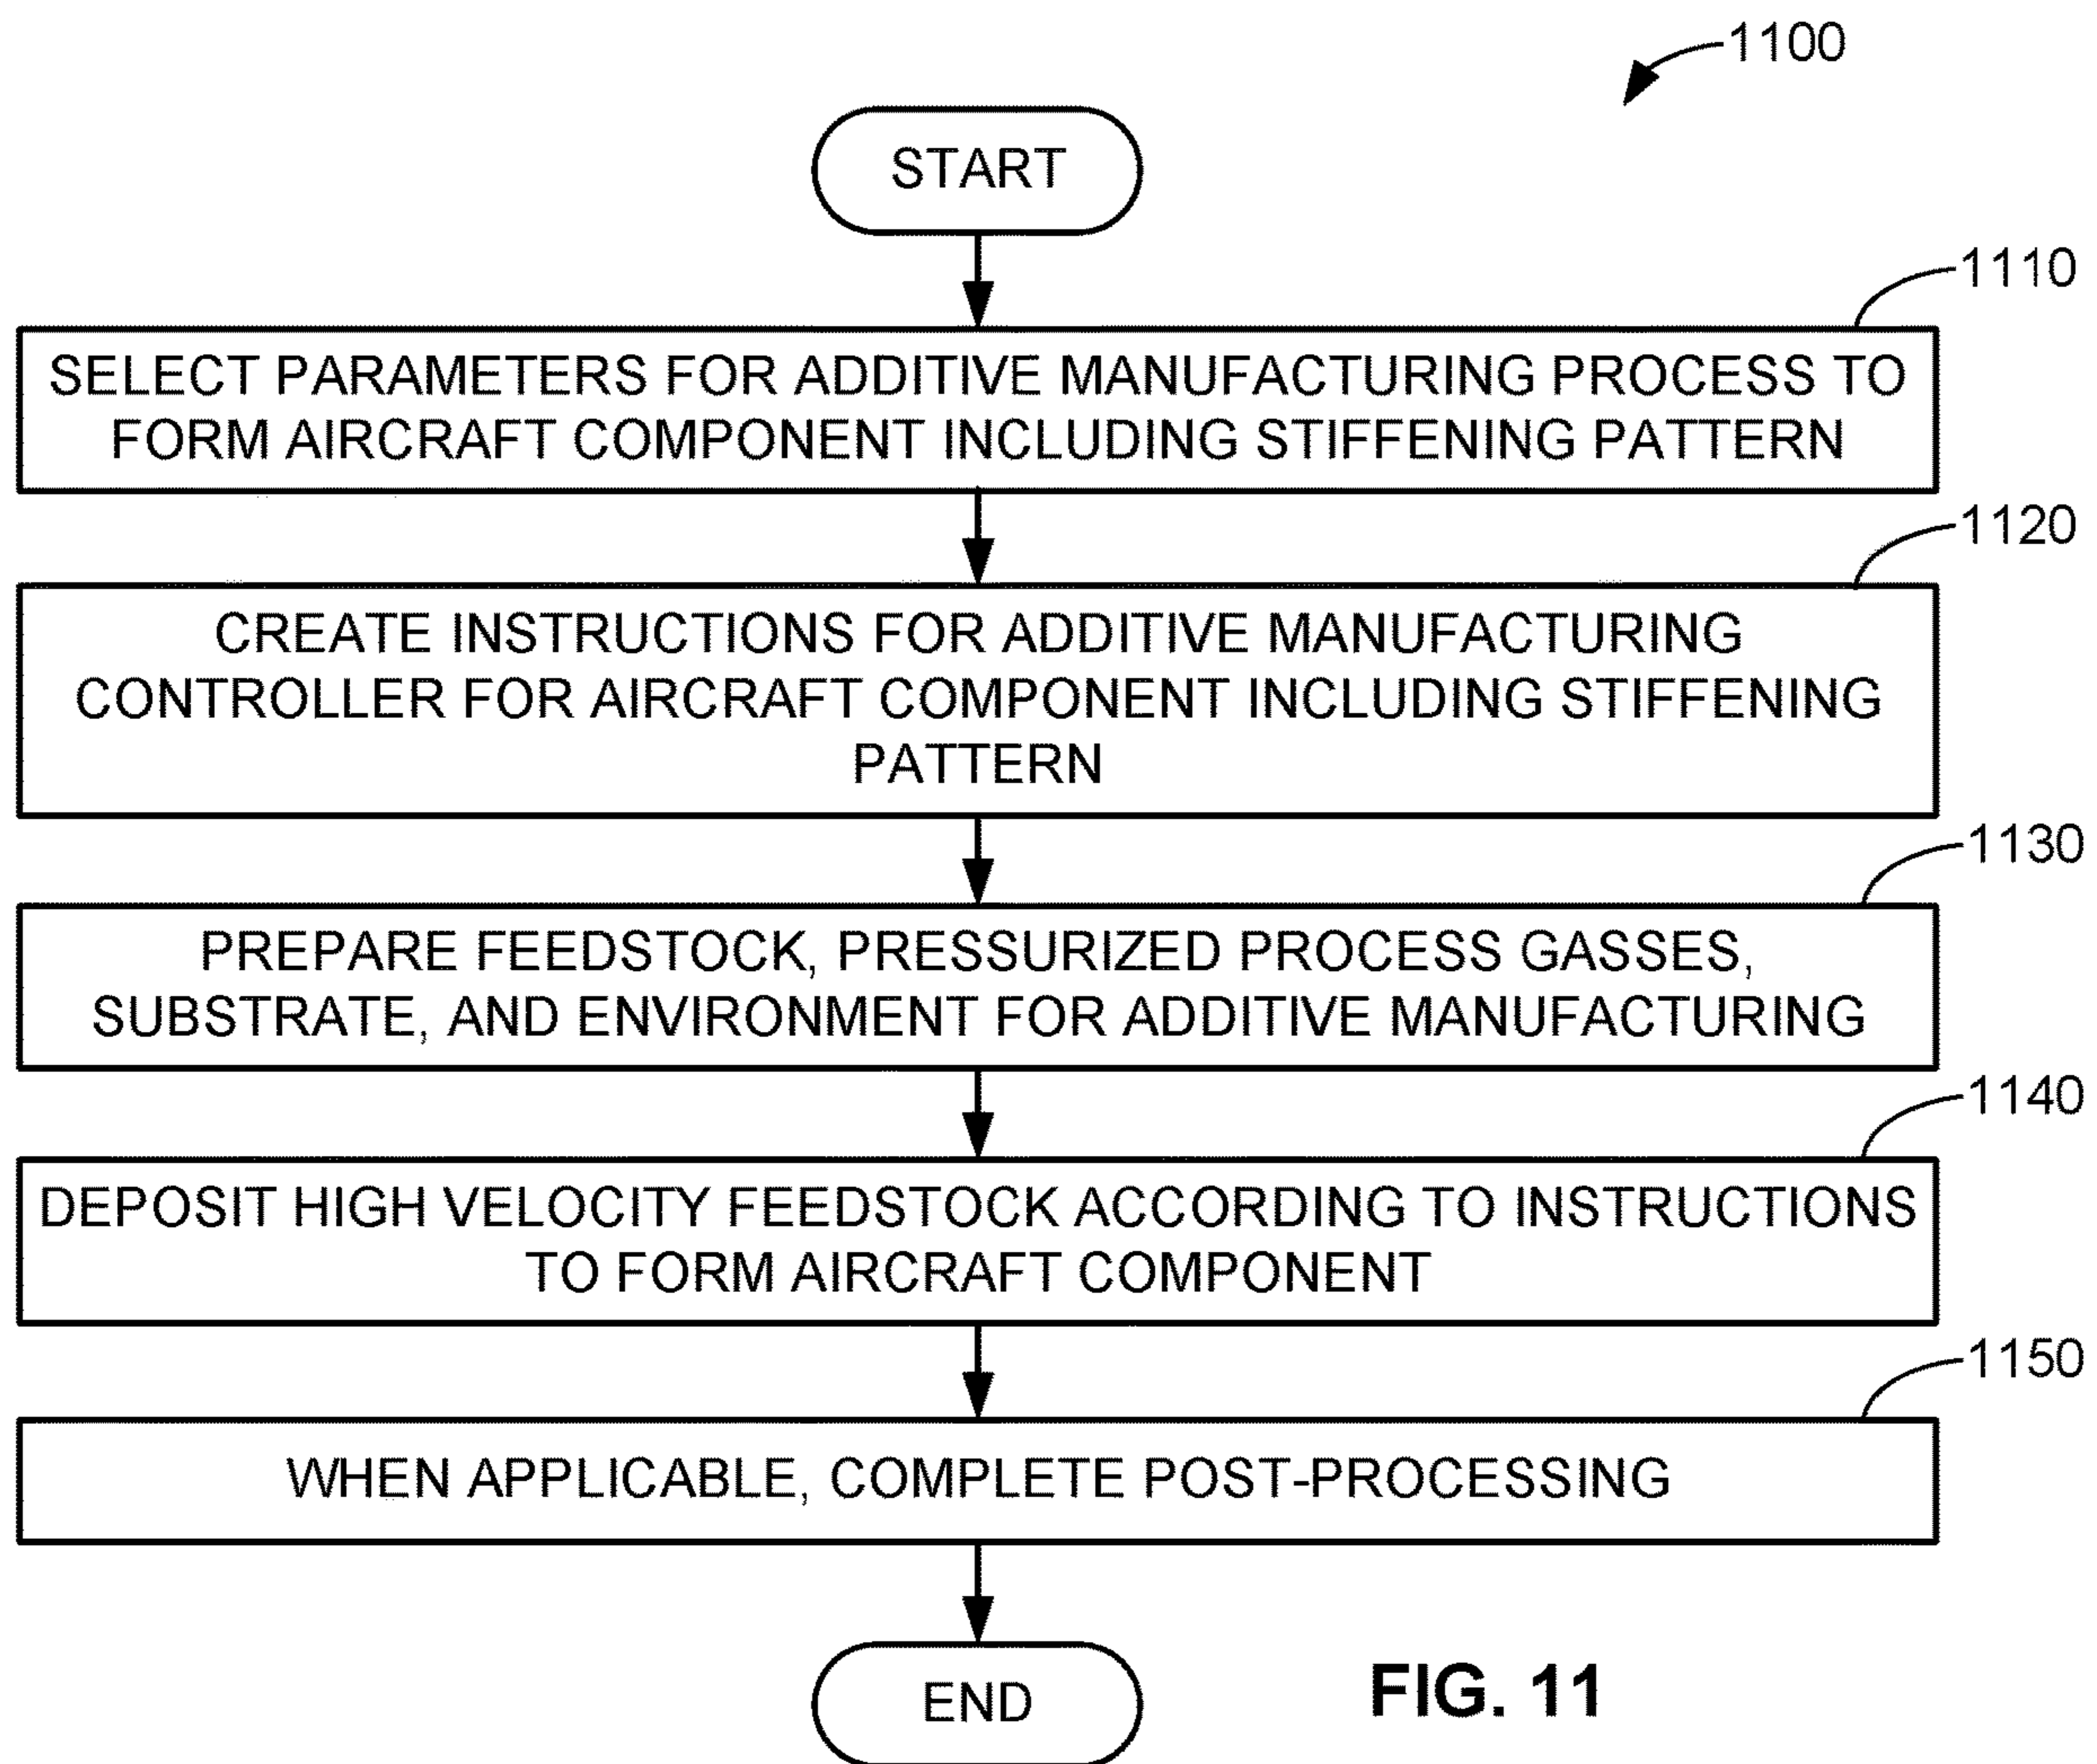 1100
START
1110
SELECT PARAMETERS FOR ADDITIVE MANUFACTURING PROCESS TO
FORM AIRCRAFT COMPONENT INCLUDING STIFFENING PATTERN
1120
CREATE INSTRUCTIONS FOR ADDITIVE MANUFACTURING
CONTROLLER FOR AIRCRAFT COMPONENT INCLUDING STIFFENING
PATTERN
1130
PREPARE FEEDSTOCK, PRESSURIZED PROCESS GASSES,
SUBSTRATE, AND ENVIRONMENT FOR ADDITIVE MANUFACTURING
1140
DEPOSIT HIGH VELOCITY FEEDSTOCK ACCORDING TO INSTRUCTIONS
TO FORM AIRCRAFT COMPONENT
1150
WHEN APPLICABLE, COMPLETE POST-PROCESSING
END
FIG. 11